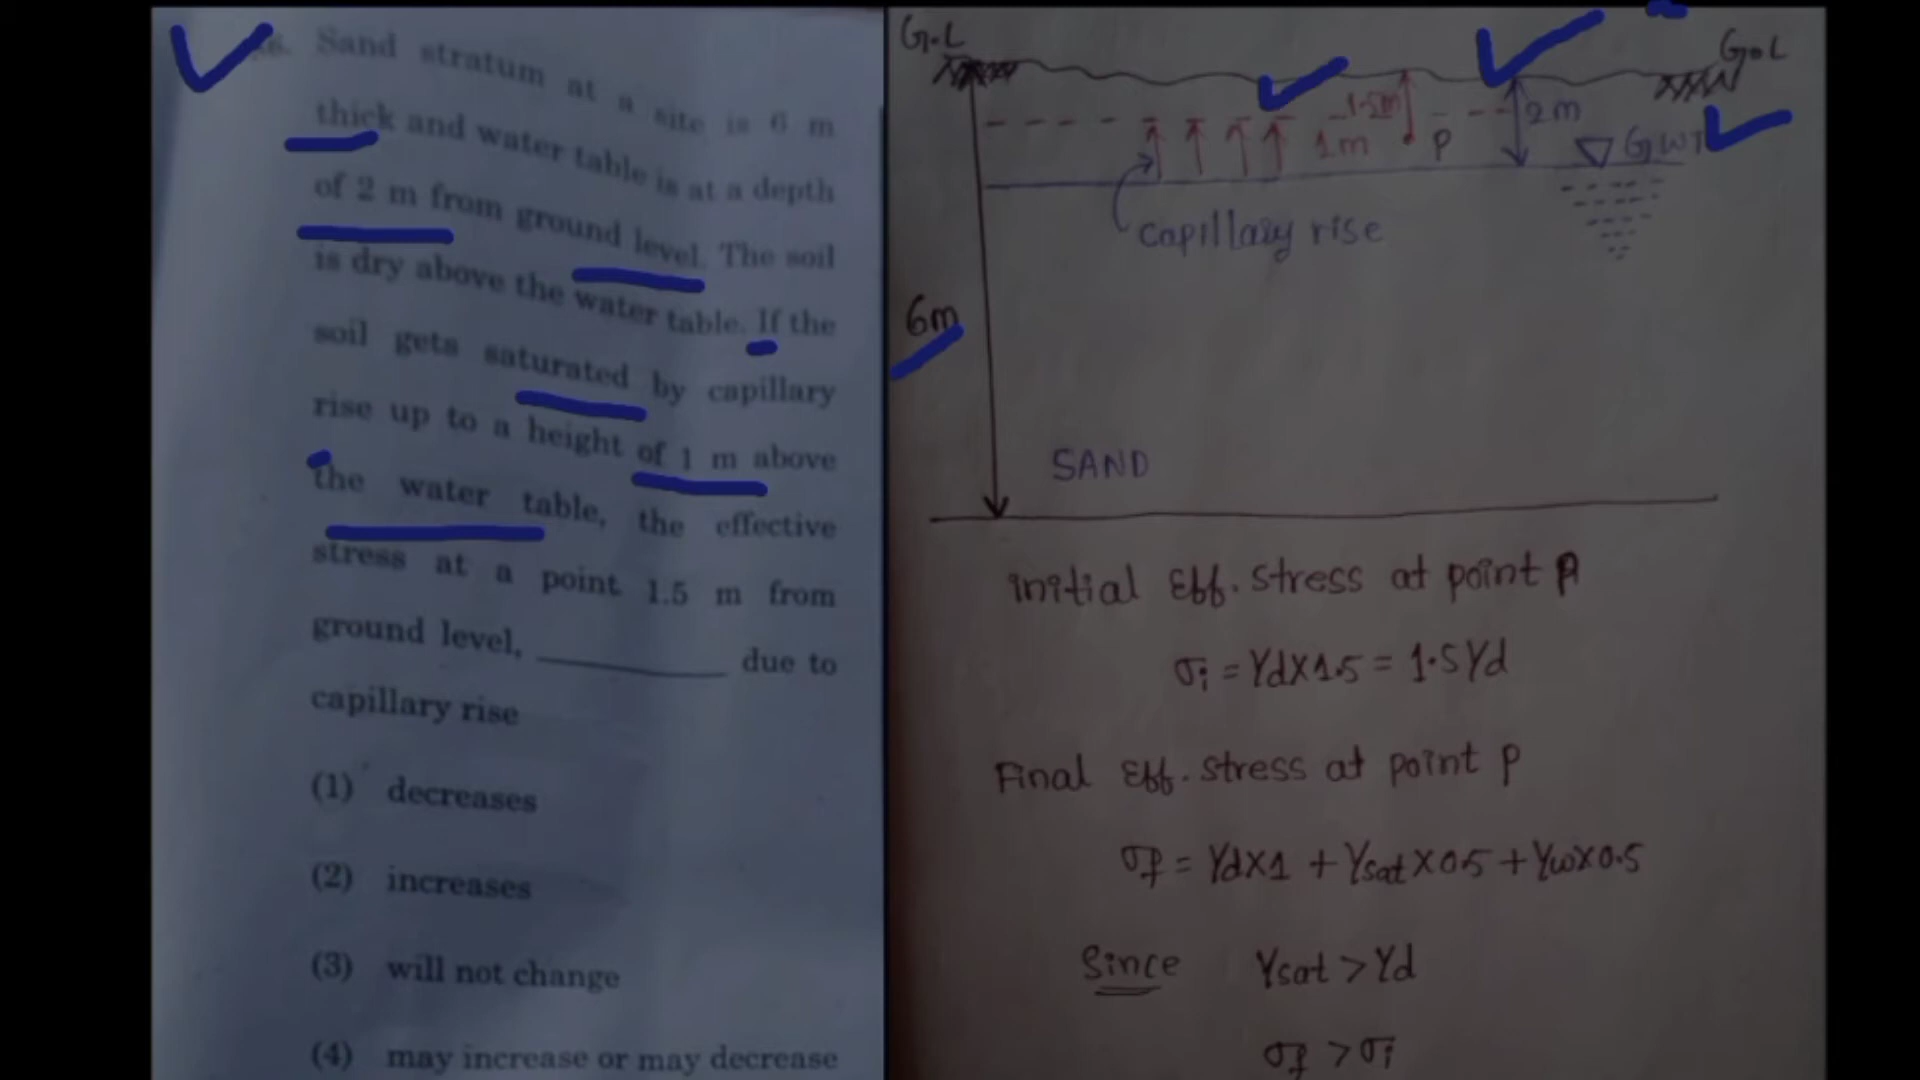 Sand stratum at a site is 6 m
thick and water table is at a depth
of 2 m from ground level. The soil
is dry above the water table. If the
soil gets saturated by capillary
rise up to a height of 1 m above
the water table, the effective
stress at a point 1.5 m from
ground level, __________ due to
capillary rise
(1) decreases
(2) increases
(3) will not change
(4) may increase or may decrease
G.L
G.L
1.5m
2m
1m
P
GWT
capillary rise
6m
SAND
initial Eff. stress at point P
σi = γd×1.5 = 1.5γd
Final Eff. stress at point P
σf = γd×1 + γsat×0.5 + γw×0.5
Since γsat > γd
σf > σi